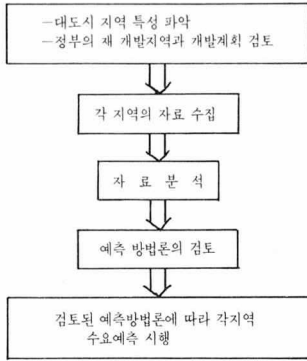 ―대도시 지역 특성 파악
―정부의 재 개발지역과 개발계획 검토
각 지역의 자료 수집
자 료 분 석
예측 방법론의 검토
검토된 예측방법론에 따라 각지역
수요예측 시행